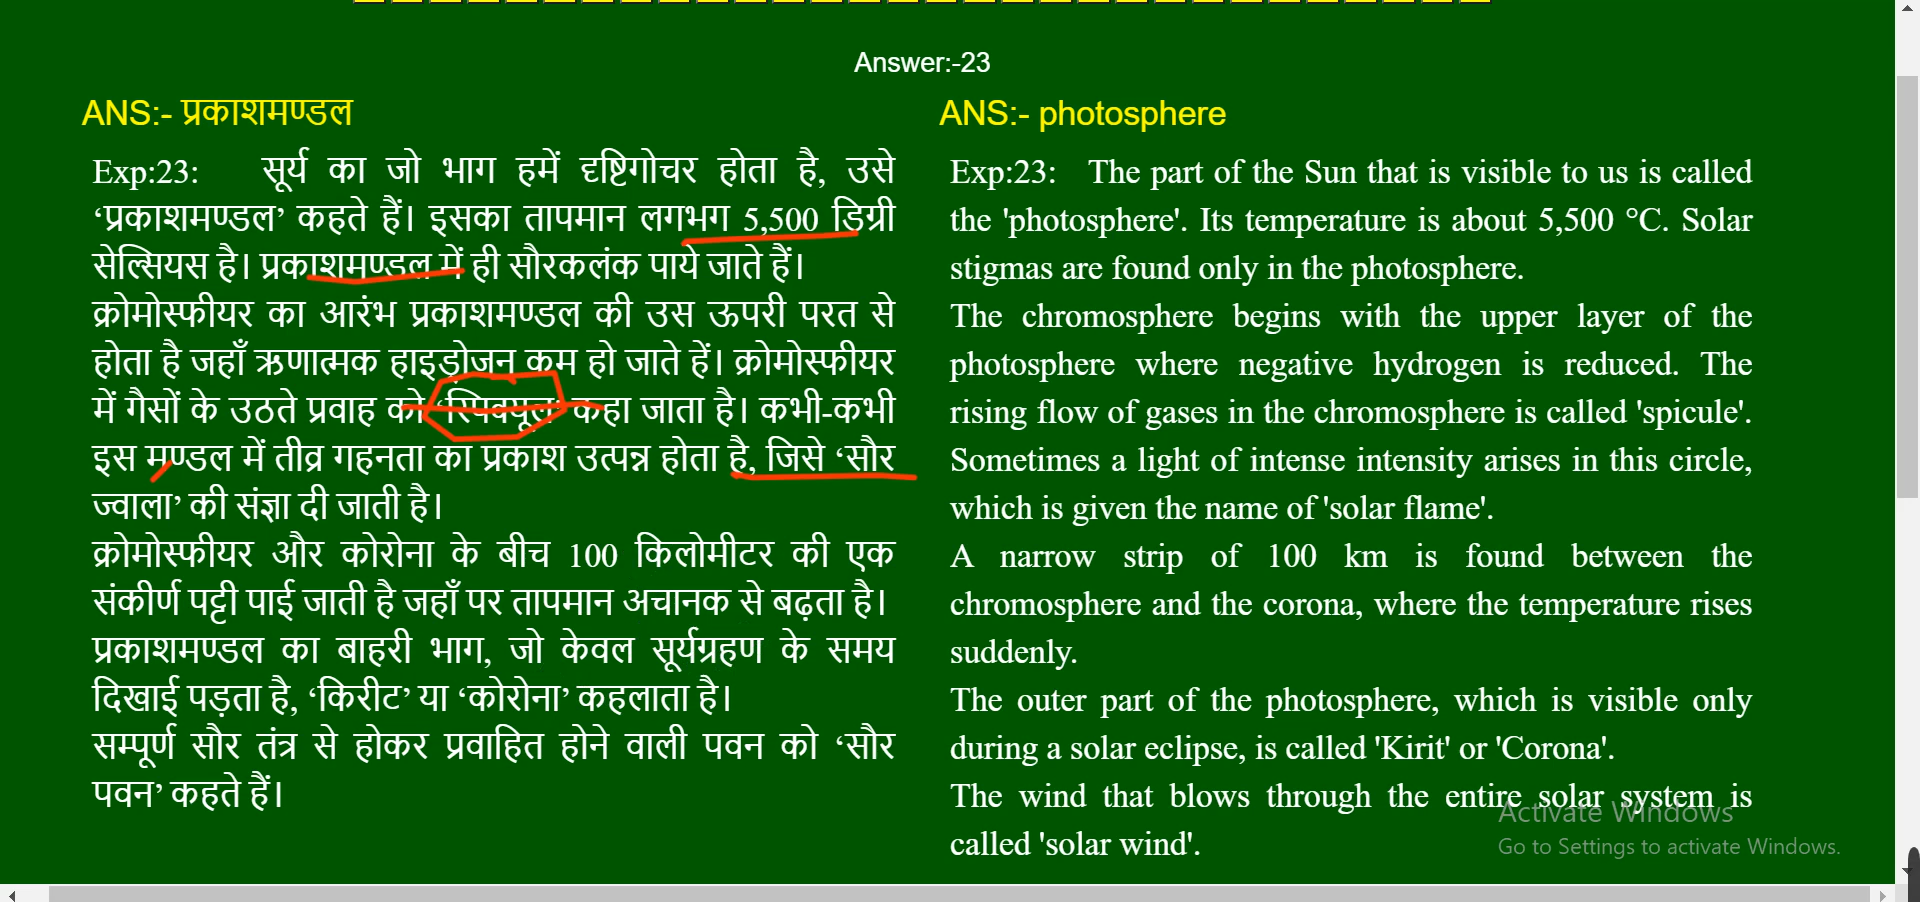 Answer:-23
ANS:- प्रकाशमण्डल
Exp:23: सूर्य का जो भाग हमें दृष्टिगोचर होता है, उसे
‘प्रकाशमण्डल’ कहते हैं। इसका तापमान लगभग 5,500 डिग्री
सेल्सियस है। प्रकाशमण्डल में ही सौरकलंक पाये जाते हैं।
क्रोमोस्फीयर का आरंभ प्रकाशमण्डल की उस ऊपरी परत से
होता है जहाँ ऋणात्मक हाइड्रोजन कम हो जाते हें। क्रोमोस्फीयर
में गैसों के उठते प्रवाह को ‘स्पिक्यूल’ कहा जाता है। कभी-कभी
इस मण्डल में तीव्र गहनता का प्रकाश उत्पन्न होता है, जिसे ‘सौर
ज्वाला’ की संज्ञा दी जाती है।
क्रोमोस्फीयर और कोरोना के बीच 100 किलोमीटर की एक
संकीर्ण पट्टी पाई जाती है जहाँ पर तापमान अचानक से बढ़ता है।
प्रकाशमण्डल का बाहरी भाग, जो केवल सूर्यग्रहण के समय
दिखाई पड़ता है, ‘किरीट’ या ‘कोरोना’ कहलाता है।
सम्पूर्ण सौर तंत्र से होकर प्रवाहित होने वाली पवन को ‘सौर
पवन’ कहते हैं।
ANS:- photosphere
Exp:23: The part of the Sun that is visible to us is called
the 'photosphere'. Its temperature is about 5,500 °C. Solar
stigmas are found only in the photosphere.
The chromosphere begins with the upper layer of the
photosphere where negative hydrogen is reduced. The
rising flow of gases in the chromosphere is called 'spicule'.
Sometimes a light of intense intensity arises in this circle,
which is given the name of 'solar flame'.
A narrow strip of 100 km is found between the
chromosphere and the corona, where the temperature rises
suddenly.
The outer part of the photosphere, which is visible only
during a solar eclipse, is called 'Kirit' or 'Corona'.
The wind that blows through the entire solar system is
called 'solar wind'.
Activate Windows
Go to Settings to activate Windows.